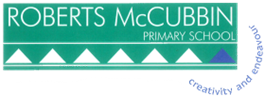 ROBERTS McCUBBIN
PRIMARY SCHOOL
creativity and endeavour